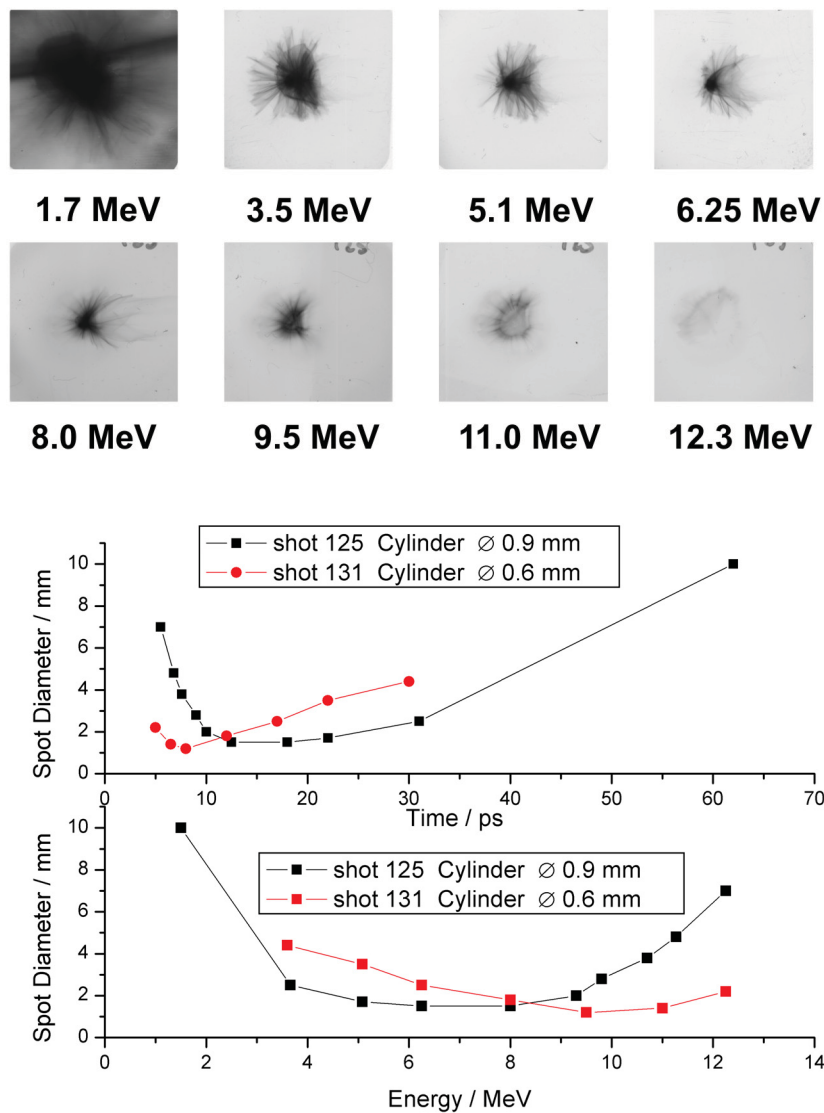 1.7 MeV
3.5 MeV
5.1 MeV
6.25 MeV
8.0 MeV
9.5 MeV
11.0 MeV
12.3 MeV
shot 125 Cylinder ∅ 0.9 mm
shot 131 Cylinder ∅ 0.6 mm
Spot Diameter / mm
10
8
6
4
2
0
0 10 20 30 40 50 60 70
Time / ps
shot 125 Cylinder ∅ 0.9 mm
shot 131 Cylinder ∅ 0.6 mm
Spot Diameter / mm
10
8
6
4
2
0
0 2 4 6 8 10 12 14
Energy / MeV